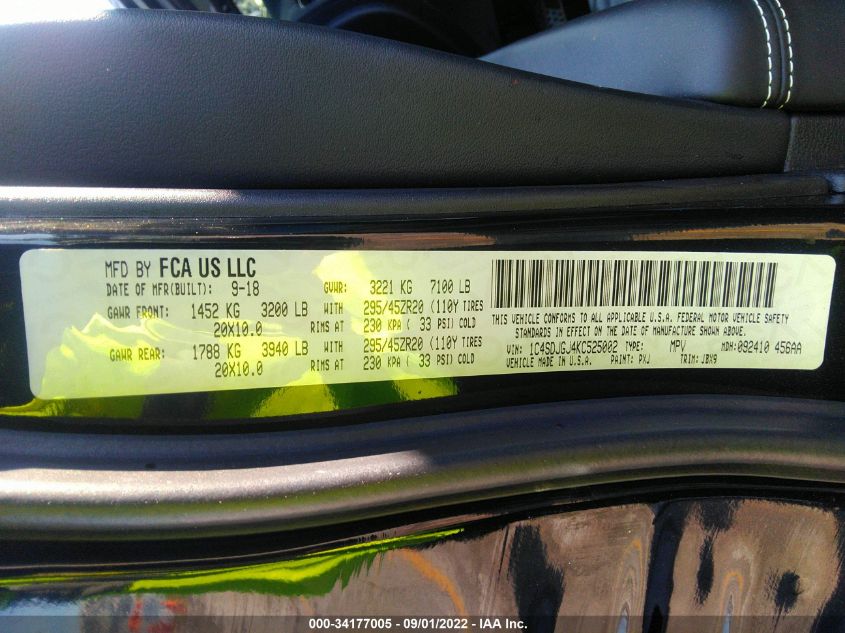 MFD BY FCA US LLC
DATE OF MFR(BUILT): 9-18 GVWR: 3221 KG 7100 LB
GAWR FRONT: 1452 KG 3200 LB WITH 295/45ZR20 (110Y TIRES
20X10.0 RIMS AT 230 KPA ( 33 PSI) COLD
GAWR REAR: 1788 KG 3940 LB WITH 295/45ZR20 (110Y TIRES
20X10.0 RIMS AT 230 KPA ( 33 PSI) COLD
THIS VEHICLE CONFORMS TO ALL APPLICABLE U.S.A. FEDERAL MOTOR VEHICLE SAFETY
STANDARDS IN EFFECT ON THE DATE OF MANUFACTURE SHOWN ABOVE.
VIN: 1C4SDJGJ4KC525002 TYPE: MPV MDH: 092410 456AA
VEHICLE MADE IN U.S.A. PAINT: PXJ TRIM: JBX9
000-34177005 - 09/01/2022 - IAA Inc.